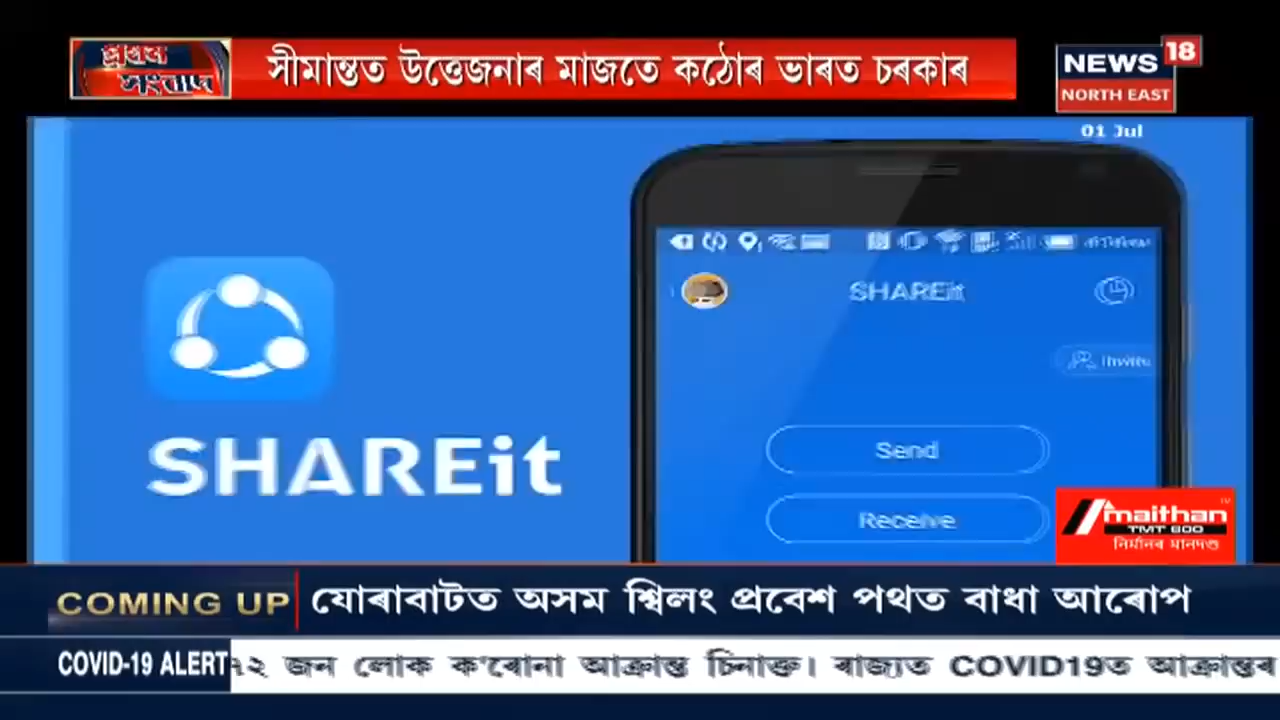 প্ৰথম সংবাদ
সীমান্তত উত্তেজনাৰ মাজতে কঠোৰ ভাৰত চৰকাৰ
NEWS 18
NORTH EAST
01 Jul
SHAREit
Send
Receive
SHAREit
maithan
TMT 600
নিৰ্মানৰ মানদণ্ড
COMING UP
যোৰাবাটত অসম শ্বিলং প্ৰবেশ পথত বাধা আৰোপ
COVID-19 ALERT
৭২ জন লোক ক'ৰোনা আক্ৰান্ত চিনাক্ত। ৰাজ্যত COVID19ত আক্ৰান্তৰ